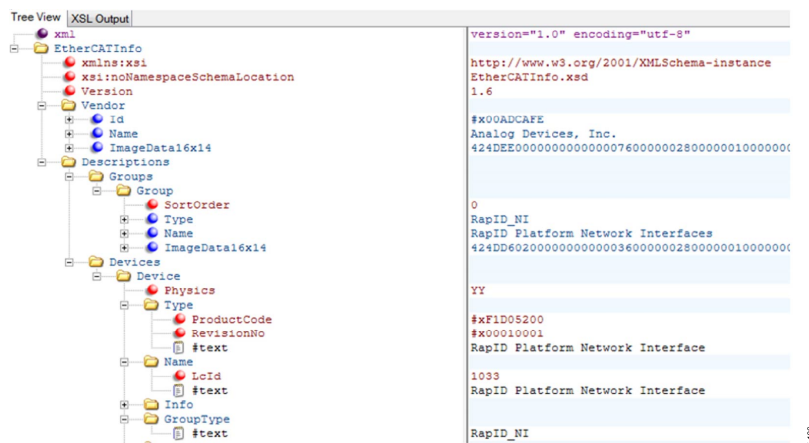 Tree View XSL Output
xml version="1.0" encoding="utf-8"
EtherCATInfo
xmlns:xsi http://www.w3.org/2001/XMLSchema-instance
xsi:noNamespaceSchemaLocation EtherCATInfo.xsd
Version 1.6
Vendor
Id #x00ADCAFE
Name Analog Devices, Inc.
ImageData16x14 424DEE00000000000000760000002800000010000000
Descriptions
Groups
Group
SortOrder 0
Type RapID_NI
Name RapID Platform Network Interfaces
ImageData16x14 424DD602000000000000360000002800000010000000
Devices
Device
Physics YY
Type
ProductCode #xF1D05200
RevisionNo #x00010001
#text RapID Platform Network Interface
Name
LcId 1033
#text RapID Platform Network Interface
Info
GroupType
#text RapID_NI